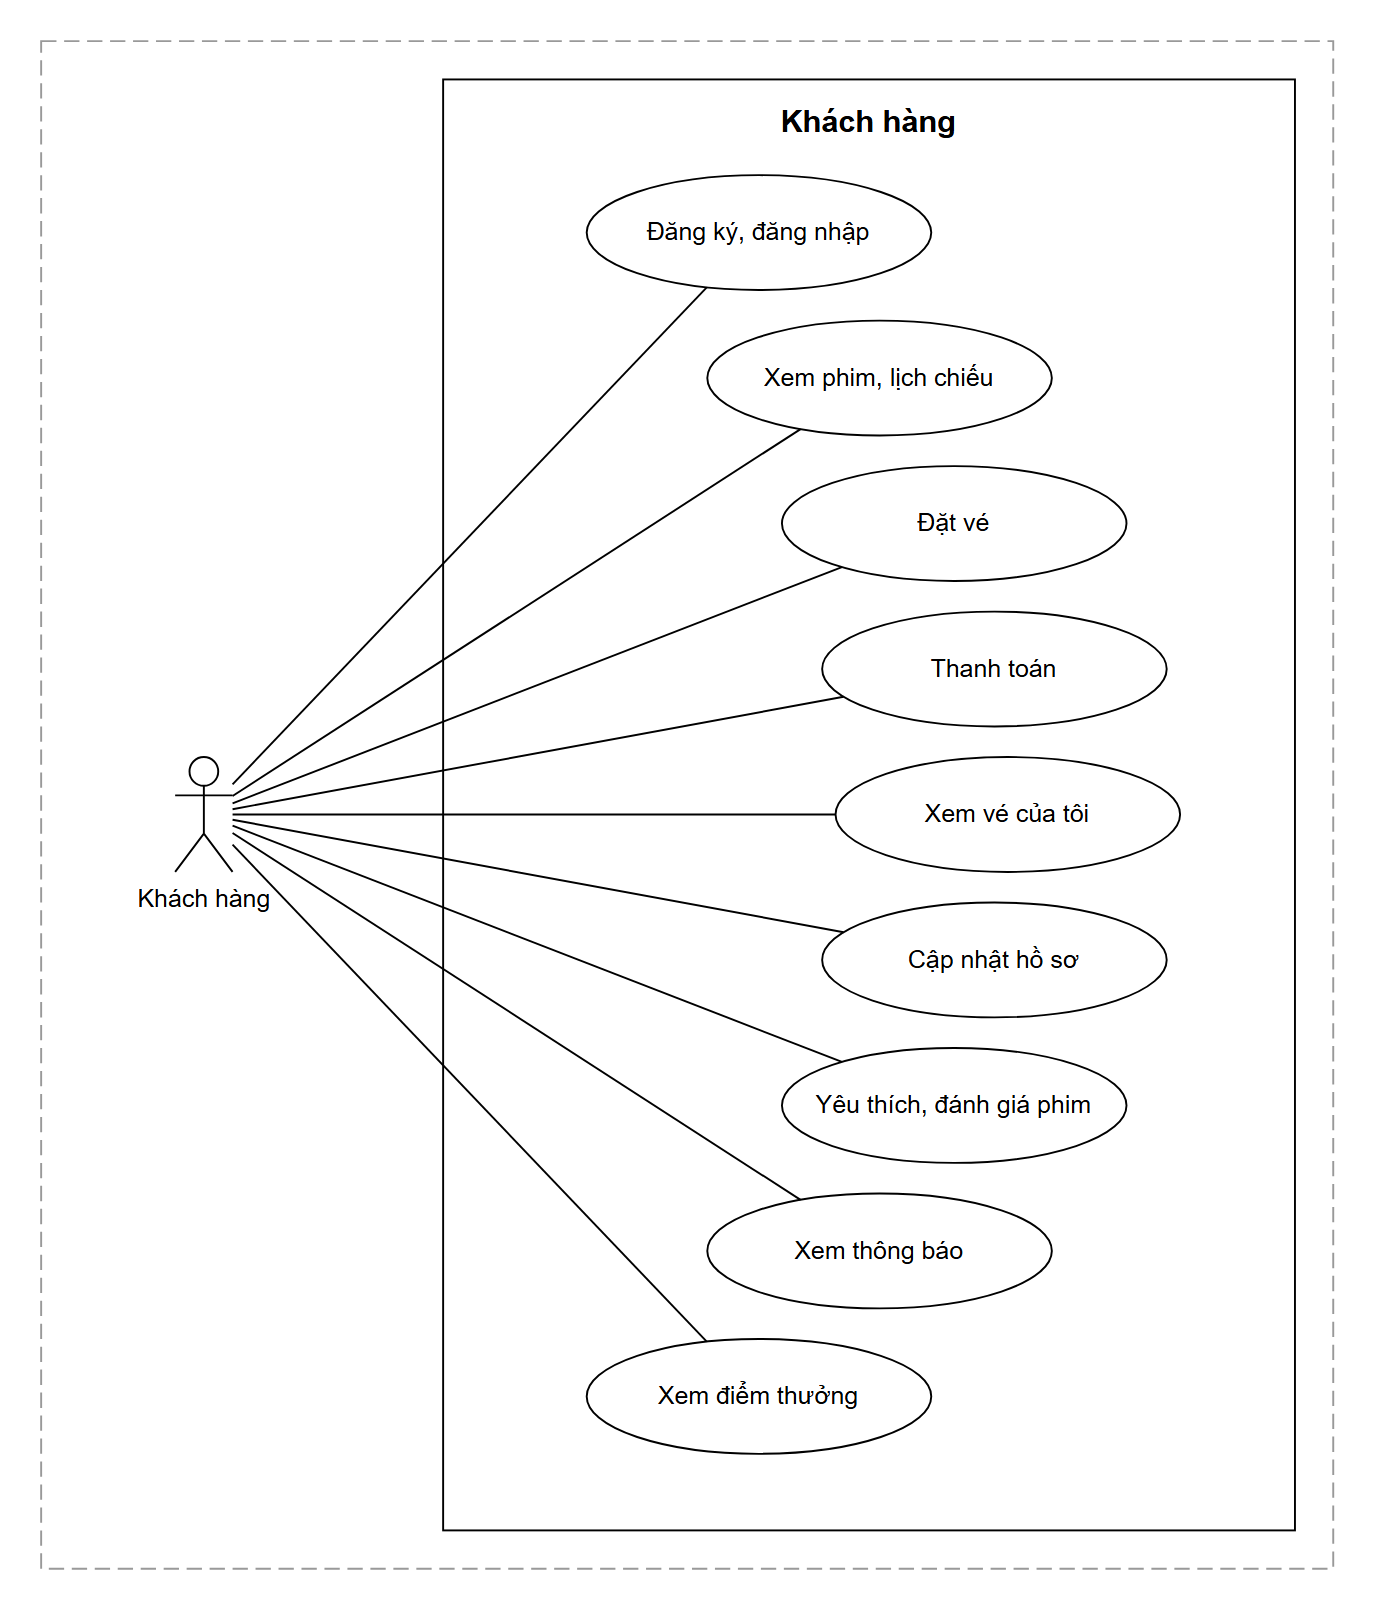 Khách hàng
Đăng ký, đăng nhập
Xem phim, lịch chiếu
Đặt vé
Thanh toán
Xem vé của tôi
Khách hàng
Cập nhật hồ sơ
Yêu thích, đánh giá phim
Xem thông báo
Xem điểm thưởng